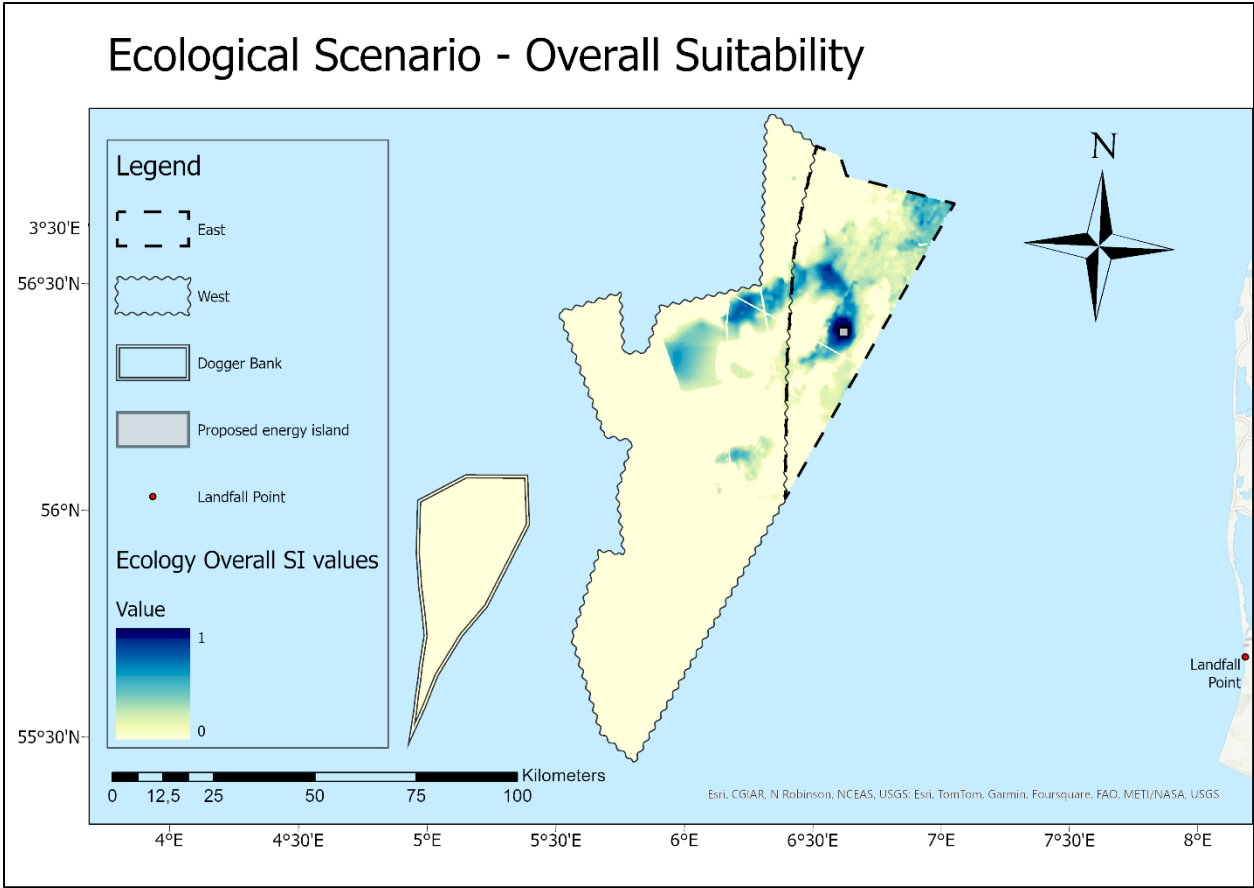 Ecological Scenario - Overall Suitability
Legend
East
West
Dogger Bank
Proposed energy island
Landfall Point
Ecology Overall SI values
Value
1
0
N
3°30'E
56°30'N
56°N
55°30'N
Landfall
Point
Kilometers
0 12,5 25 50 75 100
Esri, CGIAR, N Robinson, NCEAS, USGS; Esri, TomTom, Garmin, Foursquare, FAO, METI/NASA, USGS
4°E 4°30'E 5°E 5°30'E 6°E 6°30'E 7°E 7°30'E 8°E